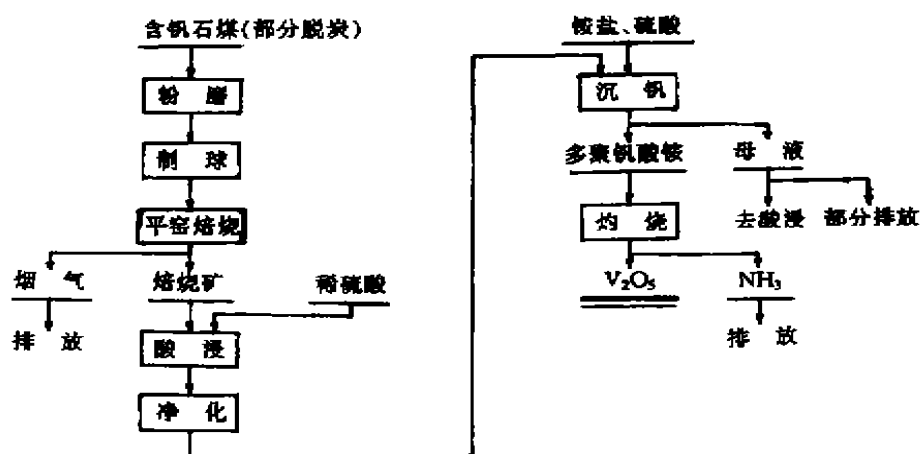 含钒石煤(部分脱炭)
粉 磨
制 球
平窑焙烧
烟 气
焙烧矿
稀硫酸
排 放
酸 浸
净 化
铵盐、硫酸
沉 钒
多聚钒酸铵
母 液
灼 烧
去酸浸
部分排放
V₂O₅
NH₃
排 放